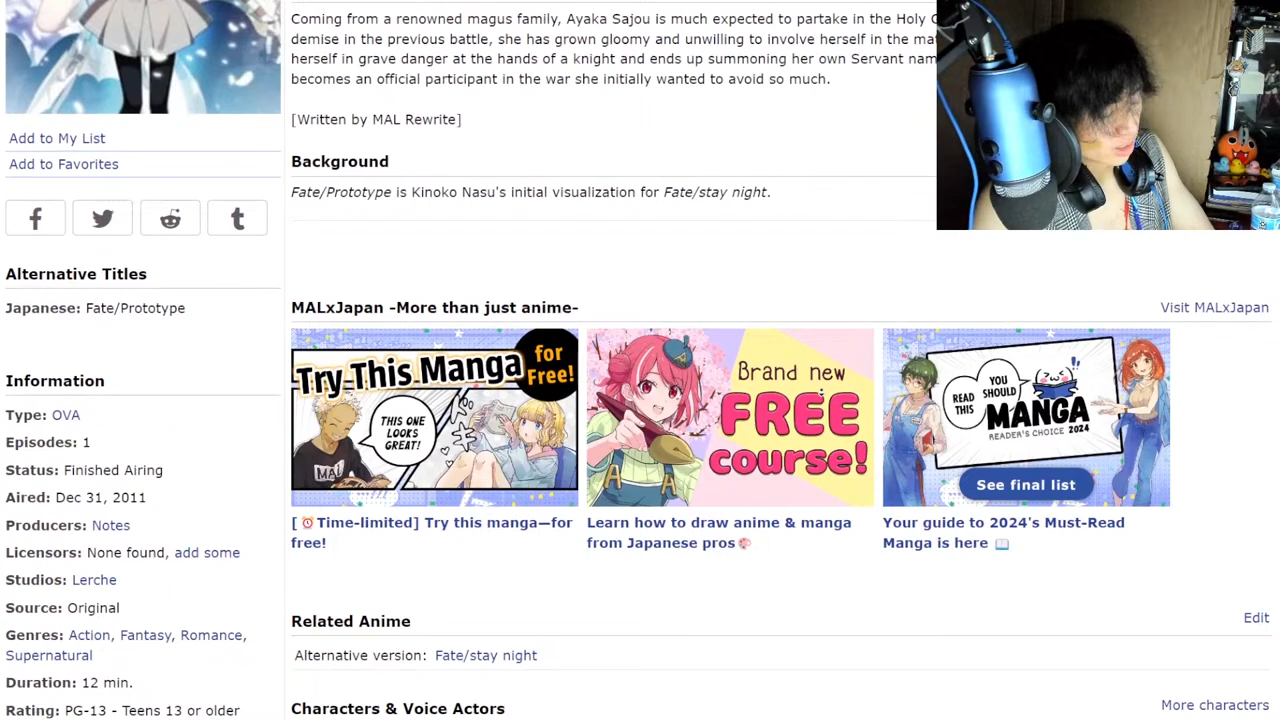 Coming from a renowned magus family, Ayaka Sajou is much expected to partake in the Holy
demise in the previous battle, she has grown gloomy and unwilling to involve herself in the
herself in grave danger at the hands of a knight and ends up summoning her own Servant
becomes an official participant in the war she initially wanted to avoid so much.
[Written by MAL Rewrite]
Background
Fate/Prototype is Kinoko Nasu's initial visualization for Fate/stay night.
Add to My List
Add to Favorites
Alternative Titles
Japanese: Fate/Prototype
Information
Type: OVA
Episodes: 1
Status: Finished Airing
Aired: Dec 31, 2011
Producers: Notes
Licensors: None found, add some
Studios: Lerche
Source: Original
Genres: Action, Fantasy, Romance,
Supernatural
Duration: 12 min.
Rating: PG-13 - Teens 13 or older
MALxJapan -More than just anime-
Visit MALxJapan
Try This Manga
for
Free!
THIS ONE
LOOKS
GREAT!
MAL
[⏰Time-limited] Try this manga—for
free!
Brand new
FREE
course!
Learn how to draw anime & manga
from Japanese pros🎨
READ
THIS
YOU
SHOULD
MANGA
READER'S CHOICE 2024
See final list
Your guide to 2024's Must-Read
Manga is here 📖
Related Anime
Edit
Alternative version: Fate/stay night
Characters & Voice Actors
More characters